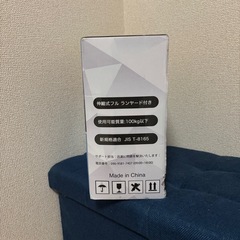 伸縮式フル ランヤード付き
使用可能質量:100kg以下
新規格適合 JIS T-8165
Made in China